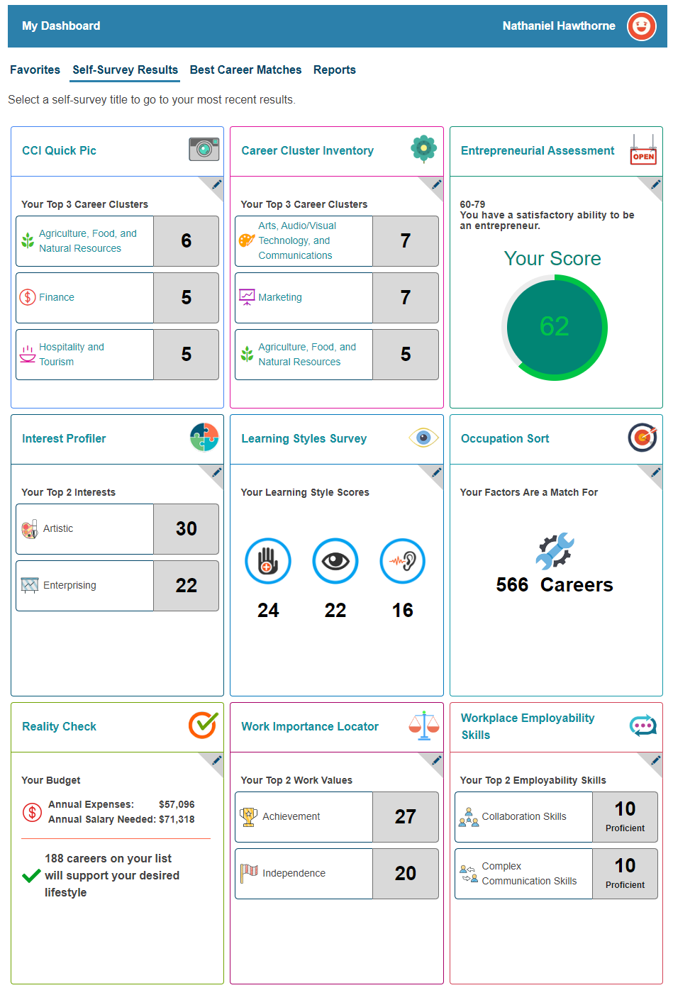 My Dashboard
Nathaniel Hawthorne
Favorites
Self-Survey Results
Best Career Matches
Reports
Select a self-survey title to go to your most recent results.
CCI Quick Pic
Your Top 3 Career Clusters
Agriculture, Food, and
Natural Resources
6
Finance
5
Hospitality and
Tourism
5
Career Cluster Inventory
Your Top 3 Career Clusters
Arts, Audio/Visual
Technology, and
Communications
7
Marketing
7
Agriculture, Food, and
Natural Resources
5
Entrepreneurial Assessment
OPEN
60-79
You have a satisfactory ability to be
an entrepreneur.
Your Score
62
Interest Profiler
Your Top 2 Interests
Artistic
30
Enterprising
22
Learning Styles Survey
Your Learning Style Scores
24
22
16
Occupation Sort
Your Factors Are a Match For
566 Careers
Reality Check
Your Budget
Annual Expenses: $57,096
Annual Salary Needed: $71,318
188 careers on your list
will support your desired
lifestyle
Work Importance Locator
Your Top 2 Work Values
Achievement
27
Independence
20
Workplace Employability
Skills
Your Top 2 Employability Skills
Collaboration Skills
10
Proficient
Complex
Communication Skills
10
Proficient